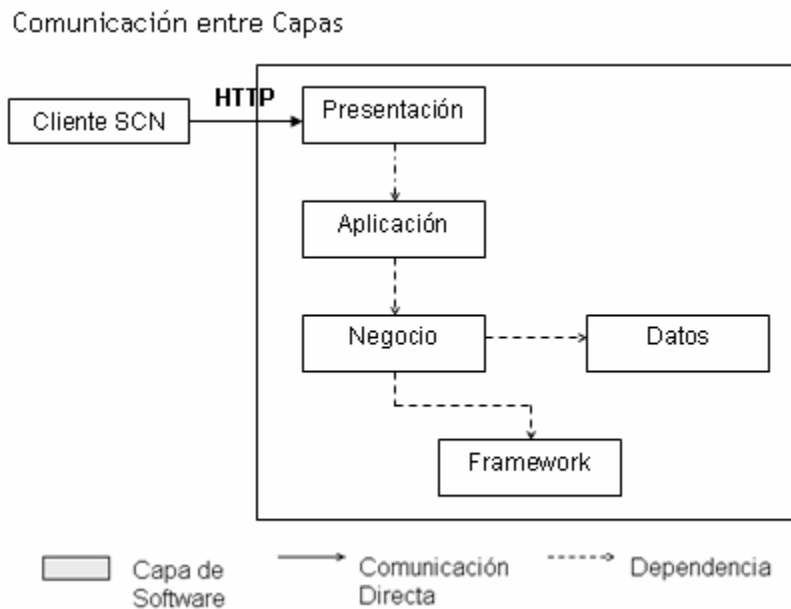 Comunicación entre Capas
HTTP
Cliente SCN
Presentación
Aplicación
Negocio
Datos
Framework
Capa de
Software
Comunicación
Directa
Dependencia